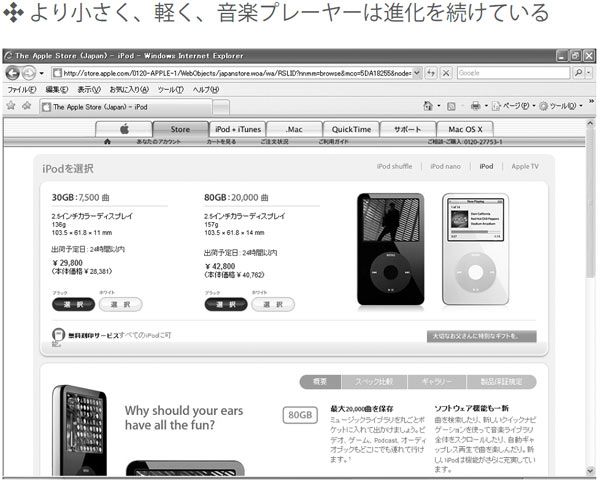 より小さく、軽く、音楽プレーヤーは進化を続けている
The Apple Store (Japan) - iPod - Windows Internet Explorer
http://store.apple.com/0120-APPLE-1/WebObjects/japanstore.woa/wa/RSLID?nnmm=browse&mco=5DA18255&node=
Google
ファイル(F) 編集(E) 表示(V) お気に入り(A) ツール(T) ヘルプ(H)
The Apple Store (Japan) - iPod
ページ(P) ツール(O)
Store iPod + iTunes .Mac QuickTime サポート Mac OS X
あなたのアカウント カートを見る ご注文状況 ご利用ガイド ご相談・ご購入:0120-27753-1
iPodを選択
iPod shuffle iPod nano iPod Apple TV
30GB:7,500 曲
2.5インチカラーディスプレイ
136g
103.5 × 61.8 × 11 mm
出荷予定日:24時間以内
¥ 29,800
(本体価格 ¥ 28,381)
ブラック ホワイト
選 択 選 択
80GB:20,000 曲
2.5インチカラーディスプレイ
157g
103.5 × 61.8 × 14 mm
出荷予定日:24時間以内
¥ 42,800
(本体価格 ¥ 40,762)
ブラック ホワイト
選 択 選 択
無料刻印サービスすべてのiPodに可
大切なお父さんに特別なギフトを。
概要 スペック比較 ギャラリー 製品保証規定
Why should your ears
have all the fun?
80GB
最大20,000曲を保存
ミュージックライブラリを丸ごとポ
ケットに入れて出かけましょう。ビ
デオ、ゲーム、Podcast、オーディ
オブックもどこにでも連れて行け
ます。!
ソフトウェア機能も一新
曲を検索したり、新しいクイックナビ
ゲーションを使って音楽ライブラリ
全体をスクロールしたり、自動ギャ
ップレス再生で曲を楽しんだり。新
しいiPodは機能がさらに充実してい
ます。